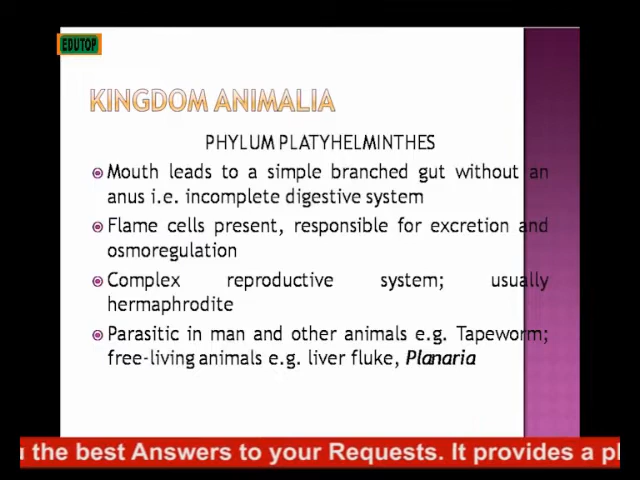 EDUTOP
KINGDOM ANIMALIA
PHYLUM PLATYHELMINTHES
Mouth leads to a simple branched gut without an
anus i.e. incomplete digestive system
Flame cells present, responsible for excretion and
osmoregulation
Complex reproductive system; usually
hermaphrodite
Parasitic in man and other animals e.g. Tapeworm;
free-living animals e.g. liver fluke, Planaria
the best Answers to your Requests. It provides a